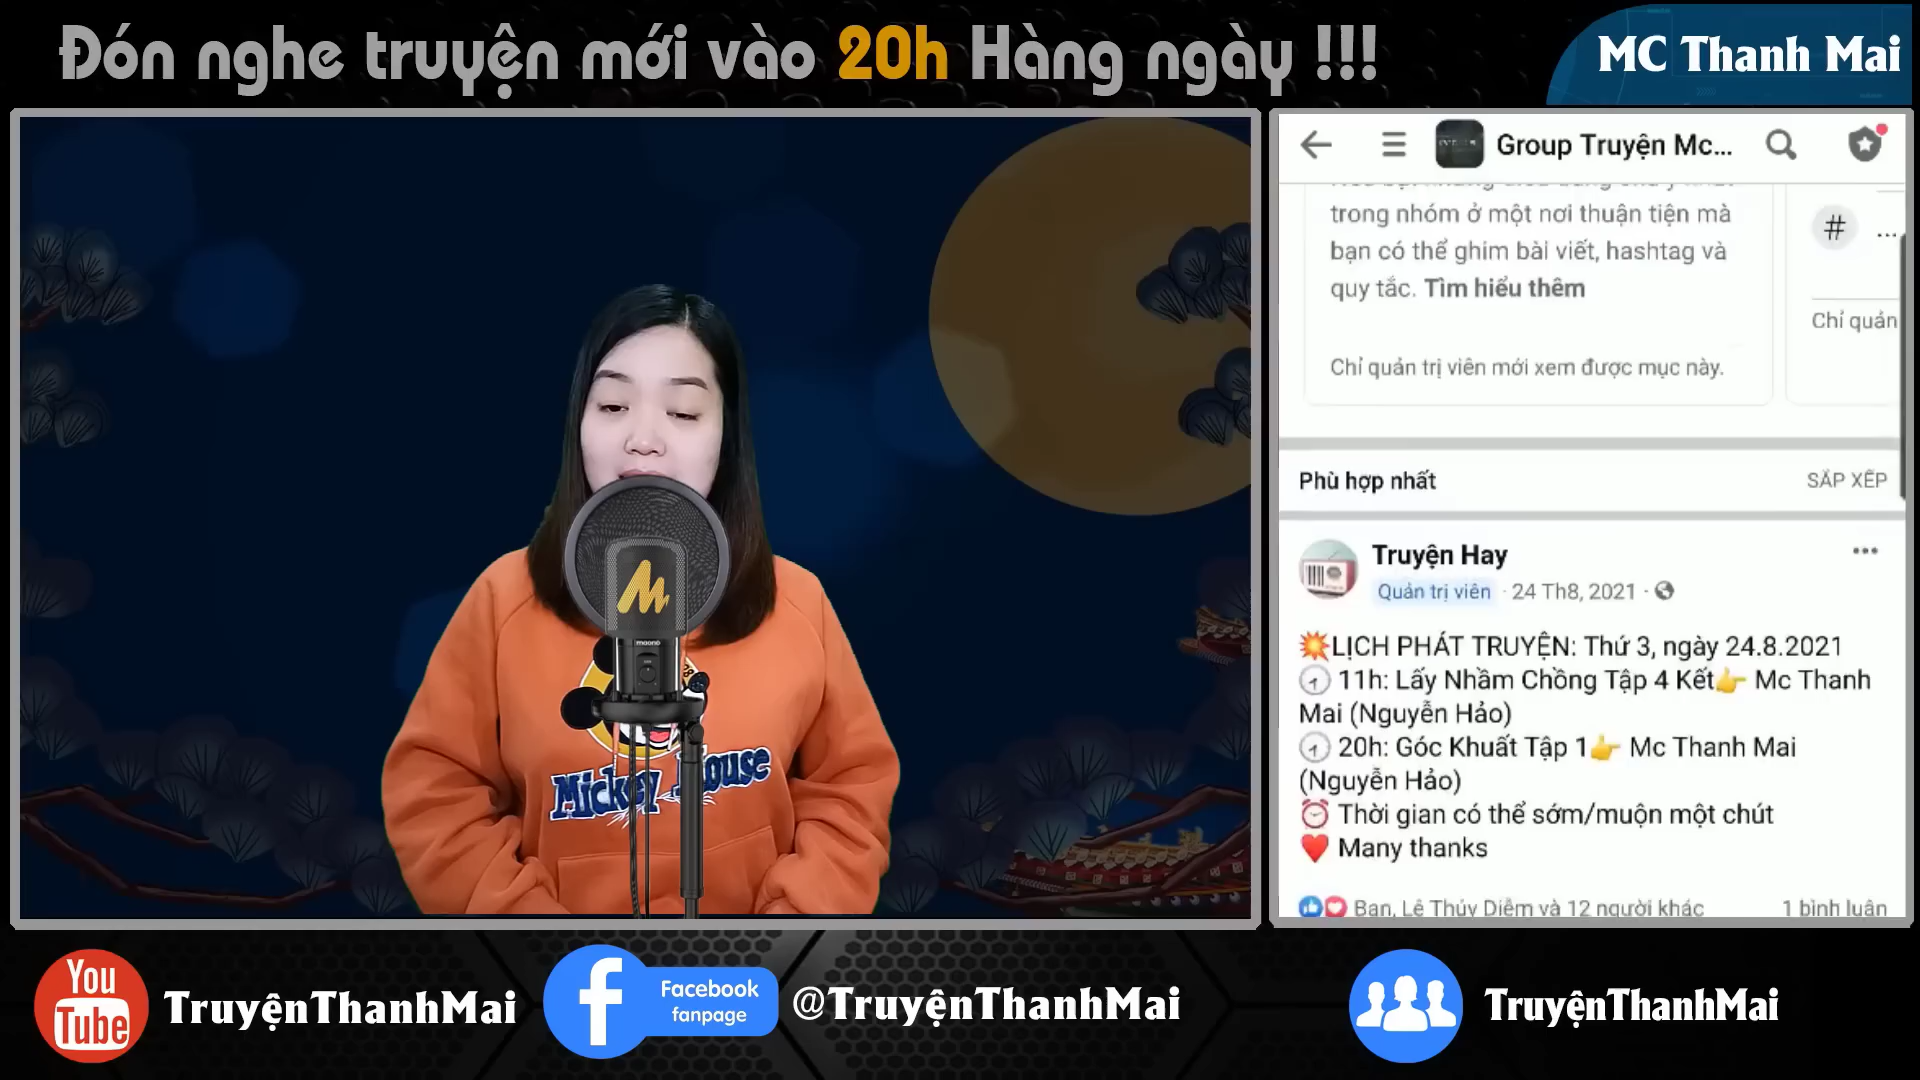 Đón nghe truyện mới vào 20h Hàng ngày !!!
MC Thanh Mai
Group Truyện Mc...
trong nhóm ở một nơi thuận tiện mà
bạn có thể ghim bài viết, hashtag và
quy tắc. Tìm hiểu thêm
Chỉ quản trị viên mới xem được mục này.
# ...
Chỉ quản
Phù hợp nhất
SẮP XẾP
Truyện Hay
Quản trị viên · 24 Th8, 2021 ·
💥LỊCH PHÁT TRUYỆN: Thứ 3, ngày 24.8.2021
🕣 11h: Lấy Nhầm Chồng Tập 4 Kết👉 Mc Thanh
Mai (Nguyễn Hảo)
🕣 20h: Góc Khuất Tập 1👉 Mc Thanh Mai
(Nguyễn Hảo)
⏰ Thời gian có thể sớm/muộn một chút
❤️ Many thanks
Bạn, Lê Thúy Diễm và 12 người khác
1 bình luận
maono
Mickey Mouse
You
Tube
TruyệnThanhMai
f
Facebook
fanpage
@TruyệnThanhMai
TruyệnThanhMai